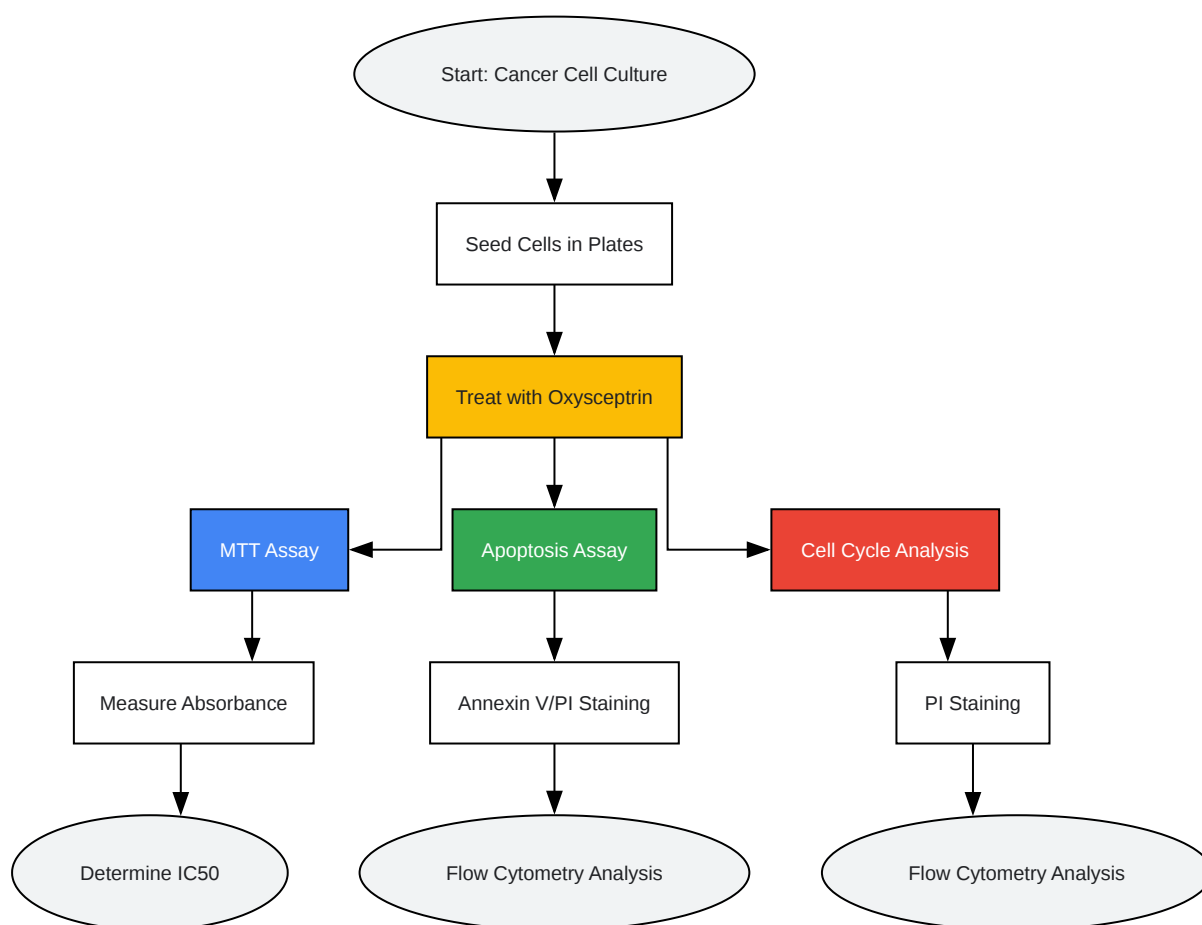 Start: Cancer Cell Culture
Seed Cells in Plates
Treat with Oxysceptrin
MTT Assay
Apoptosis Assay
Cell Cycle Analysis
Measure Absorbance
Annexin V/PI Staining
PI Staining
Determine IC50
Flow Cytometry Analysis
Flow Cytometry Analysis